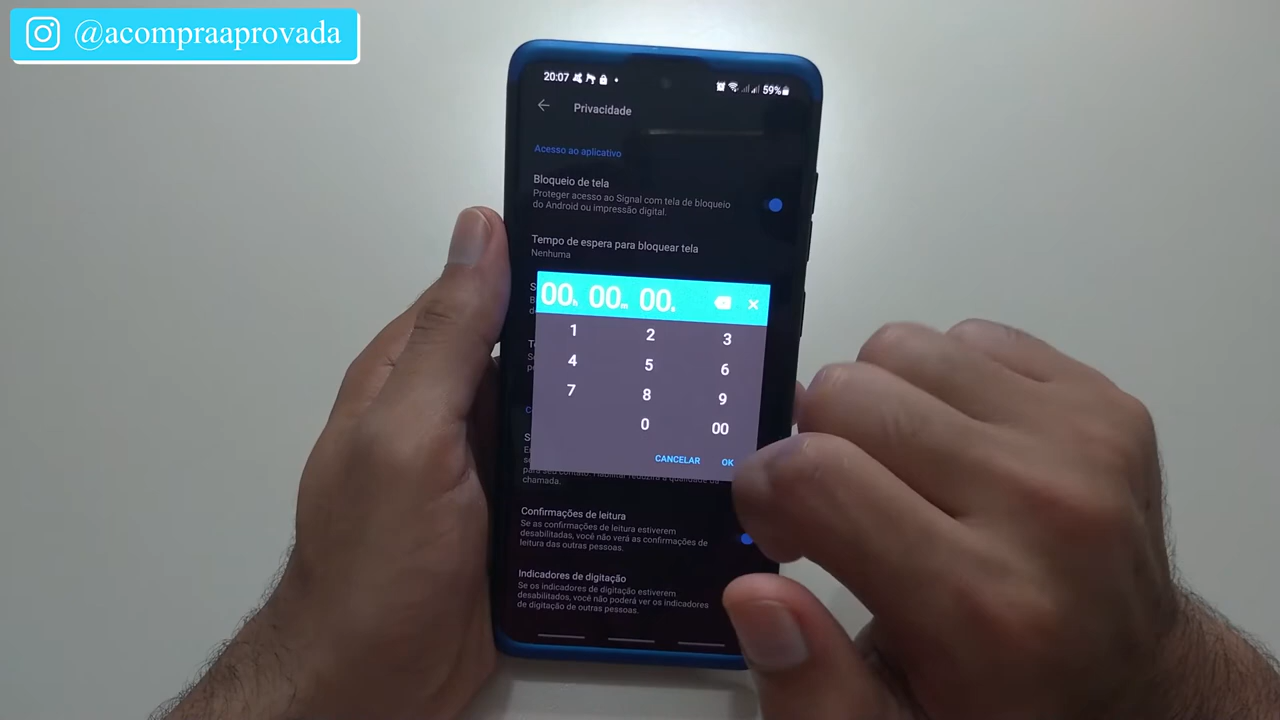 @acompraaprovada
20:07
59%
Privacidade
Acesso ao aplicativo
Bloqueio de tela
Proteger acesso ao Signal com tela de bloqueio
do Android ou impressão digital.
Tempo de espera para bloquear tela
Nenhuma
00h 00m 00s
1 2 3
4 5 6
7 8 9
0 00
CANCELAR OK
chamada.
Confirmações de leitura
Se as confirmações de leitura estiverem
desabilitadas, você não verá as confirmações de
leitura das outras pessoas.
Indicadores de digitação
Se os indicadores de digitação estiverem
desabilitados, você não poderá ver os indicadores
de digitação de outras pessoas.